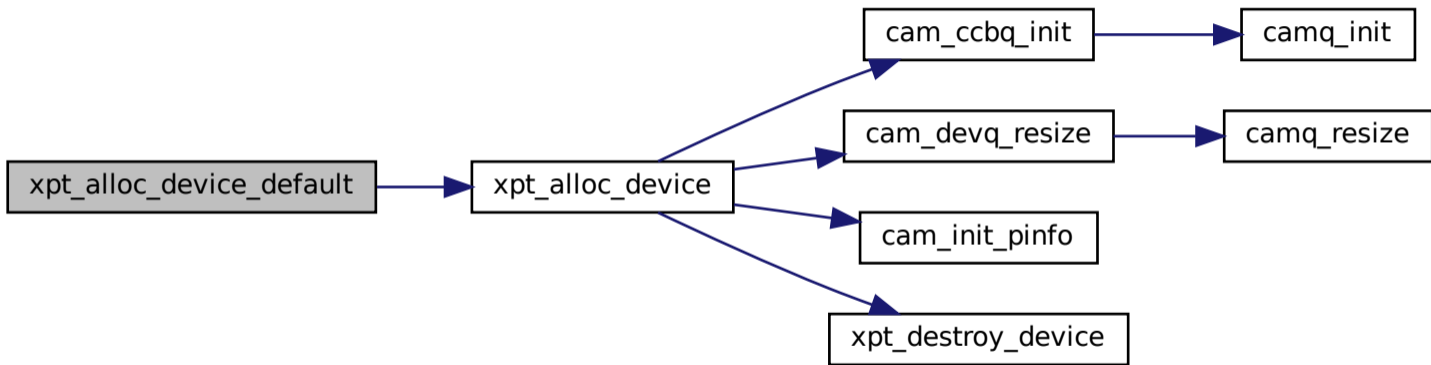 cam_ccbq_init
camq_init
cam_devq_resize
camq_resize
xpt_alloc_device_default
xpt_alloc_device
cam_init_pinfo
xpt_destroy_device